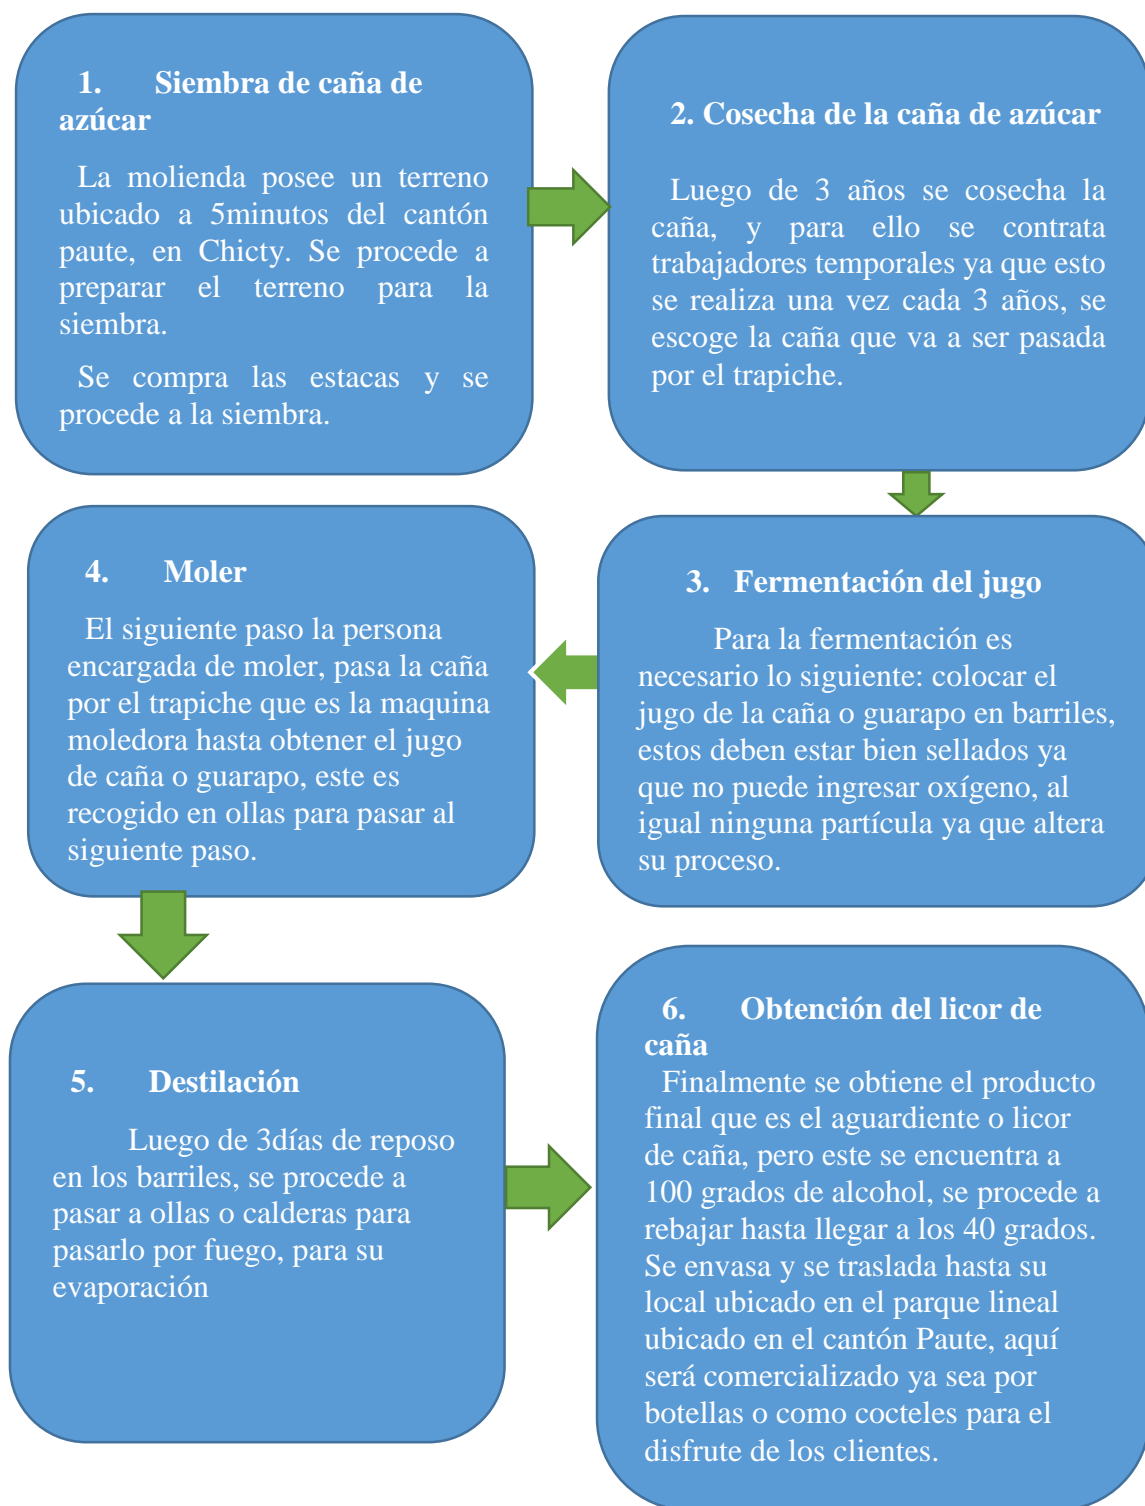 1. Siembra de caña de
azúcar
La molienda posee un terreno
ubicado a 5minutos del cantón
paute, en Chicty. Se procede a
preparar el terreno para la
siembra.
Se compra las estacas y se
procede a la siembra.
2. Cosecha de la caña de azúcar
Luego de 3 años se cosecha la
caña, y para ello se contrata
trabajadores temporales ya que esto
se realiza una vez cada 3 años, se
escoge la caña que va a ser pasada
por el trapiche.
3. Fermentación del jugo
Para la fermentación es
necesario lo siguiente: colocar el
jugo de la caña o guarapo en barriles,
estos deben estar bien sellados ya
que no puede ingresar oxígeno, al
igual ninguna partícula ya que altera
su proceso.
4. Moler
El siguiente paso la persona
encargada de moler, pasa la caña
por el trapiche que es la maquina
moledora hasta obtener el jugo
de caña o guarapo, este es
recogido en ollas para pasar al
siguiente paso.
5. Destilación
Luego de 3días de reposo
en los barriles, se procede a
pasar a ollas o calderas para
pasarlo por fuego, para su
evaporación
6. Obtención del licor de
caña
Finalmente se obtiene el producto
final que es el aguardiente o licor
de caña, pero este se encuentra a
100 grados de alcohol, se procede a
rebajar hasta llegar a los 40 grados.
Se envasa y se traslada hasta su
local ubicado en el parque lineal
ubicado en el cantón Paute, aquí
será comercializado ya sea por
botellas o como cocteles para el
disfrute de los clientes.